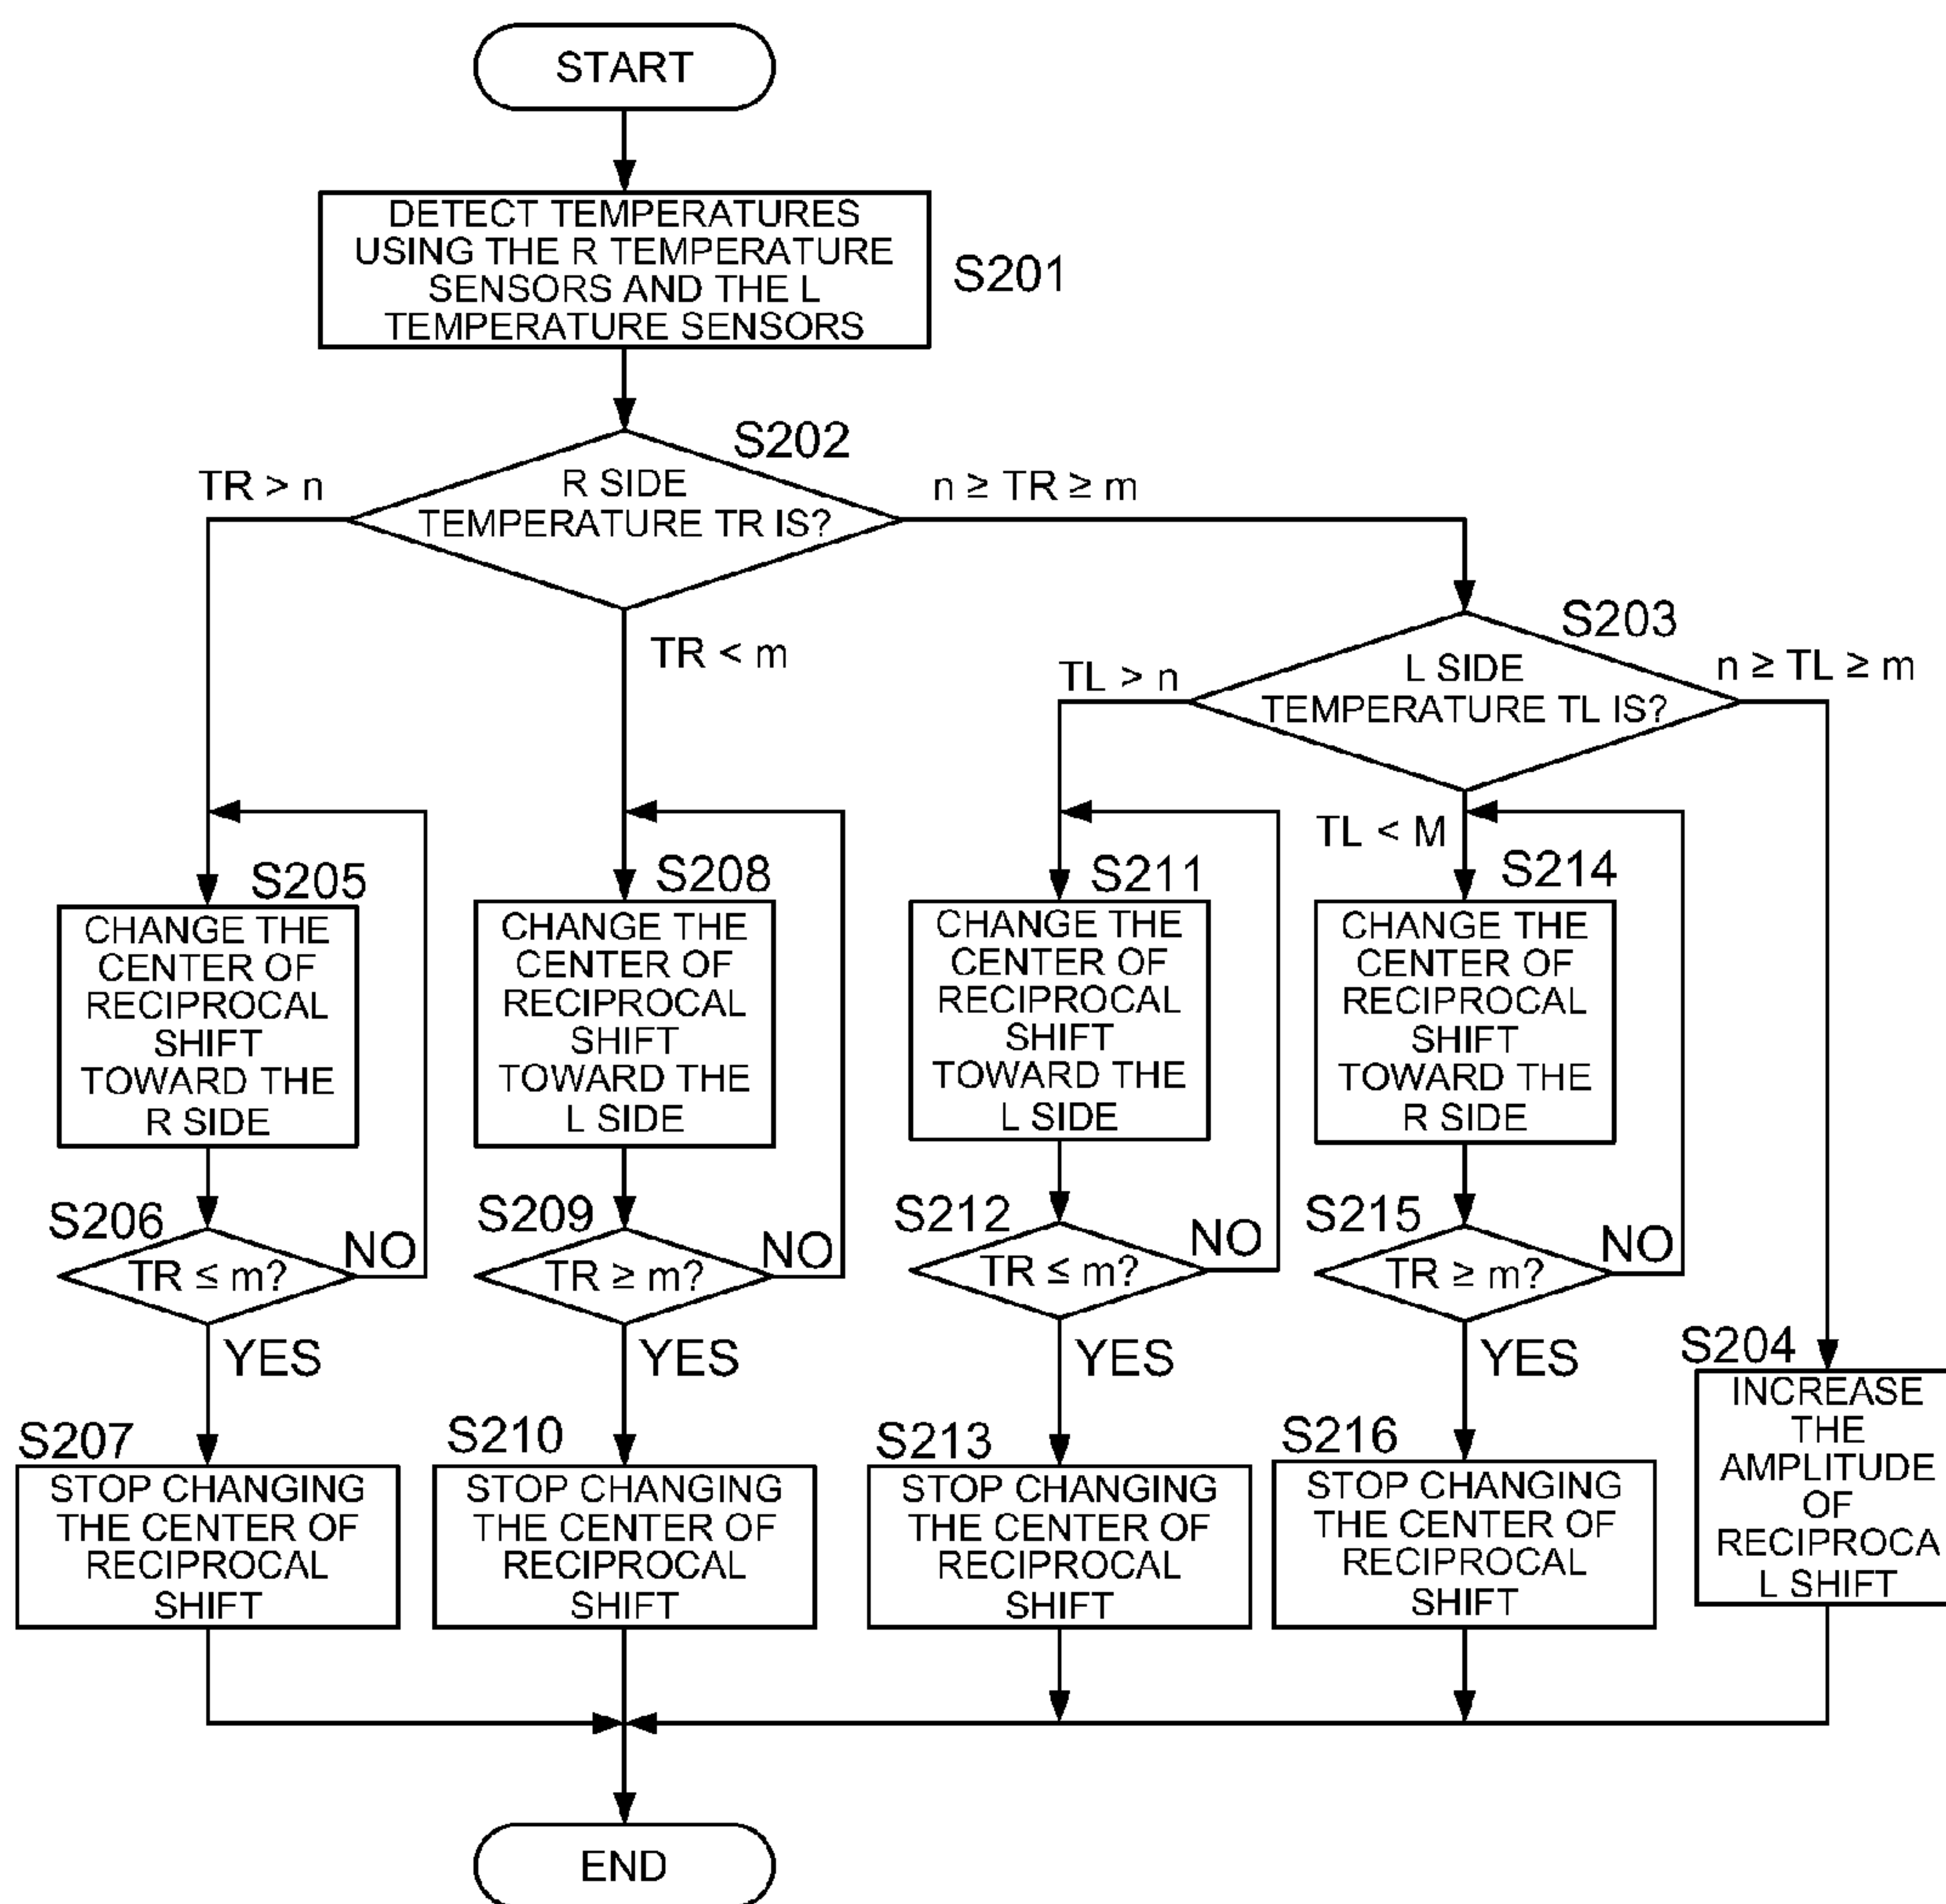 START
DETECT TEMPERATURES
USING THE R TEMPERATURE
SENSORS AND THE L
TEMPERATURE SENSORS
S201
S202
TR > n
R SIDE
TEMPERATURE TR IS?
n ≥ TR ≥ m
TR < m
S203
TL > n
L SIDE
TEMPERATURE TL IS?
n ≥ TL ≥ m
TL < M
S205
CHANGE THE
CENTER OF
RECIPROCAL
SHIFT
TOWARD THE
R SIDE
S208
CHANGE THE
CENTER OF
RECIPROCAL
SHIFT
TOWARD THE
L SIDE
S211
CHANGE THE
CENTER OF
RECIPROCAL
SHIFT
TOWARD THE
L SIDE
S214
CHANGE THE
CENTER OF
RECIPROCAL
SHIFT
TOWARD THE
R SIDE
S206
TR ≤ m?
NO
YES
S209
TR ≥ m?
NO
YES
S212
TR ≤ m?
NO
YES
S215
TR ≥ m?
NO
YES
S204
INCREASE
THE
AMPLITUDE
OF
RECIPROCA
L SHIFT
S207
STOP CHANGING
THE CENTER OF
RECIPROCAL
SHIFT
S210
STOP CHANGING
THE CENTER OF
RECIPROCAL
SHIFT
S213
STOP CHANGING
THE CENTER OF
RECIPROCAL
SHIFT
S216
STOP CHANGING
THE CENTER OF
RECIPROCAL
SHIFT
END